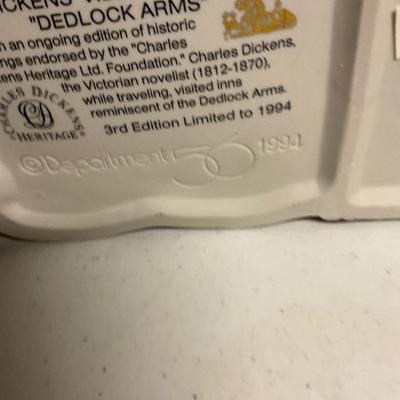 "DEDLOCK ARMS"
an ongoing edition of historic
endorsed by the "Charles
Heritage Ltd. Foundation." Charles Dickens,
the Victorian novelist (1812-1870),
while traveling, visited inns
reminiscent of the Dedlock Arms.
3rd Edition Limited to 1994
CHARLES DICKENS
CD
HERITAGE
©Department 56 1994